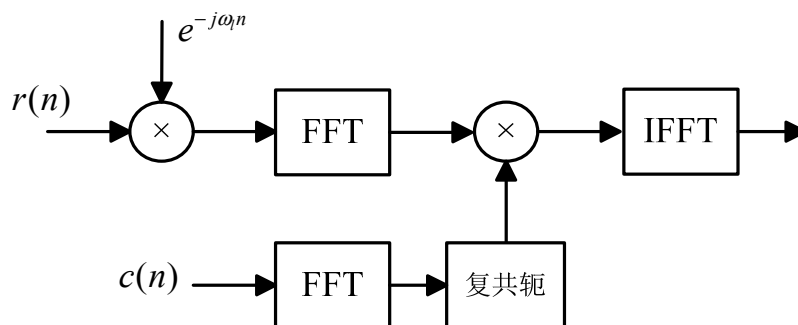 e^{-jω_l n}
r(n)
×
FFT
×
IFFT
c(n)
FFT
复共轭